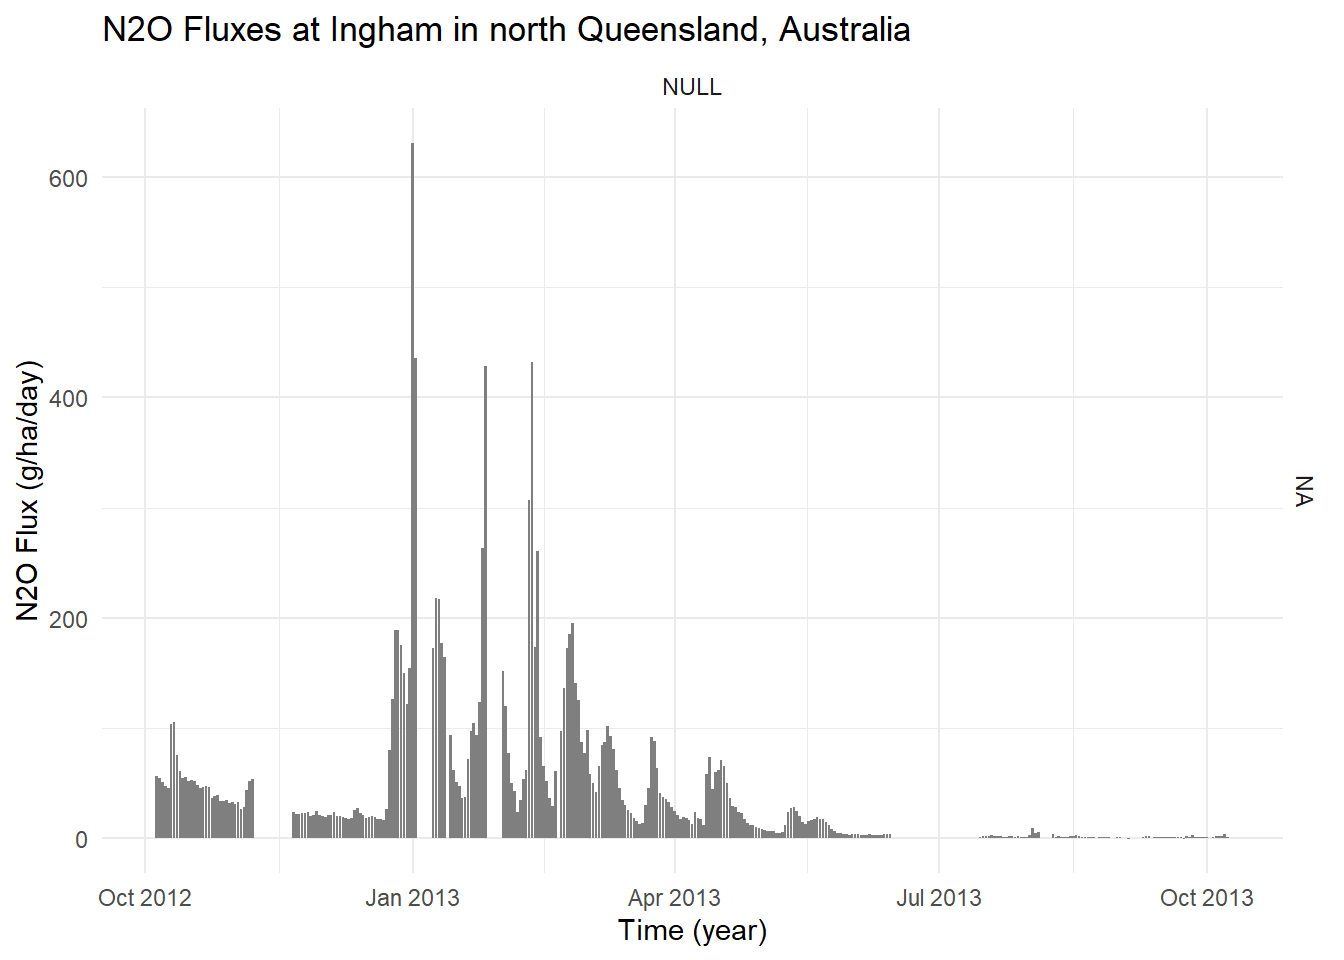 N2O Fluxes at Ingham in north Queensland, Australia
NULL
600
400
200
0
N2O Flux (g/ha/day)
NA
Oct 2012
Jan 2013
Apr 2013
Jul 2013
Oct 2013
Time (year)